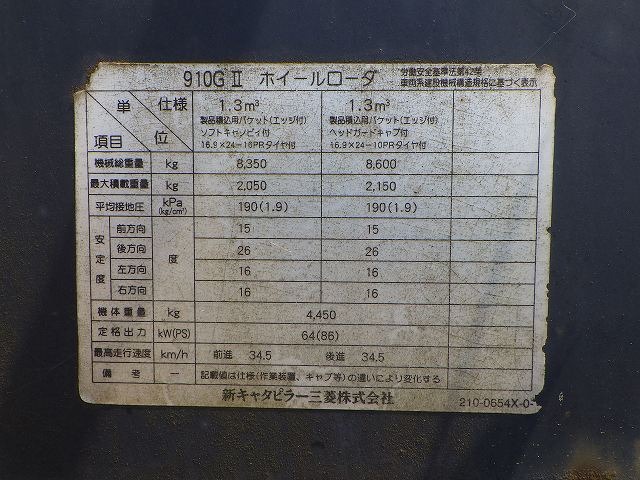 910G II ホイールローダ 労働安全基準法第42条
車両系建設機械構造規格に基づく表示
単位 仕様 1.3m³ 1.3m³
項目 製品積込用バケット(エッジ付) 製品積込用バケット(エッジ付)
ソフトキャノピィ付 ヘッドガードキャブ付
16.9×24-10PRタイヤ付 16.9×24-10PRタイヤ付
機械総重量 kg 8,350 8,600
最大積載重量 kg 2,050 2,150
平均接地圧 kPa (kg/cm²) 190(1.9) 190(1.9)
安定度 前方向 度 15 15
後方向 26 26
左方向 16 16
右方向 16 16
機体重量 kg 4,450
定格出力 kW(PS) 64(86)
最高走行速度 km/h 前進 34.5 後進 34.5
備考 ー 記載値は仕様(作業装置、キャブ等)の違いにより変化する
新キャタピラー三菱株式会社
210-0654X-0